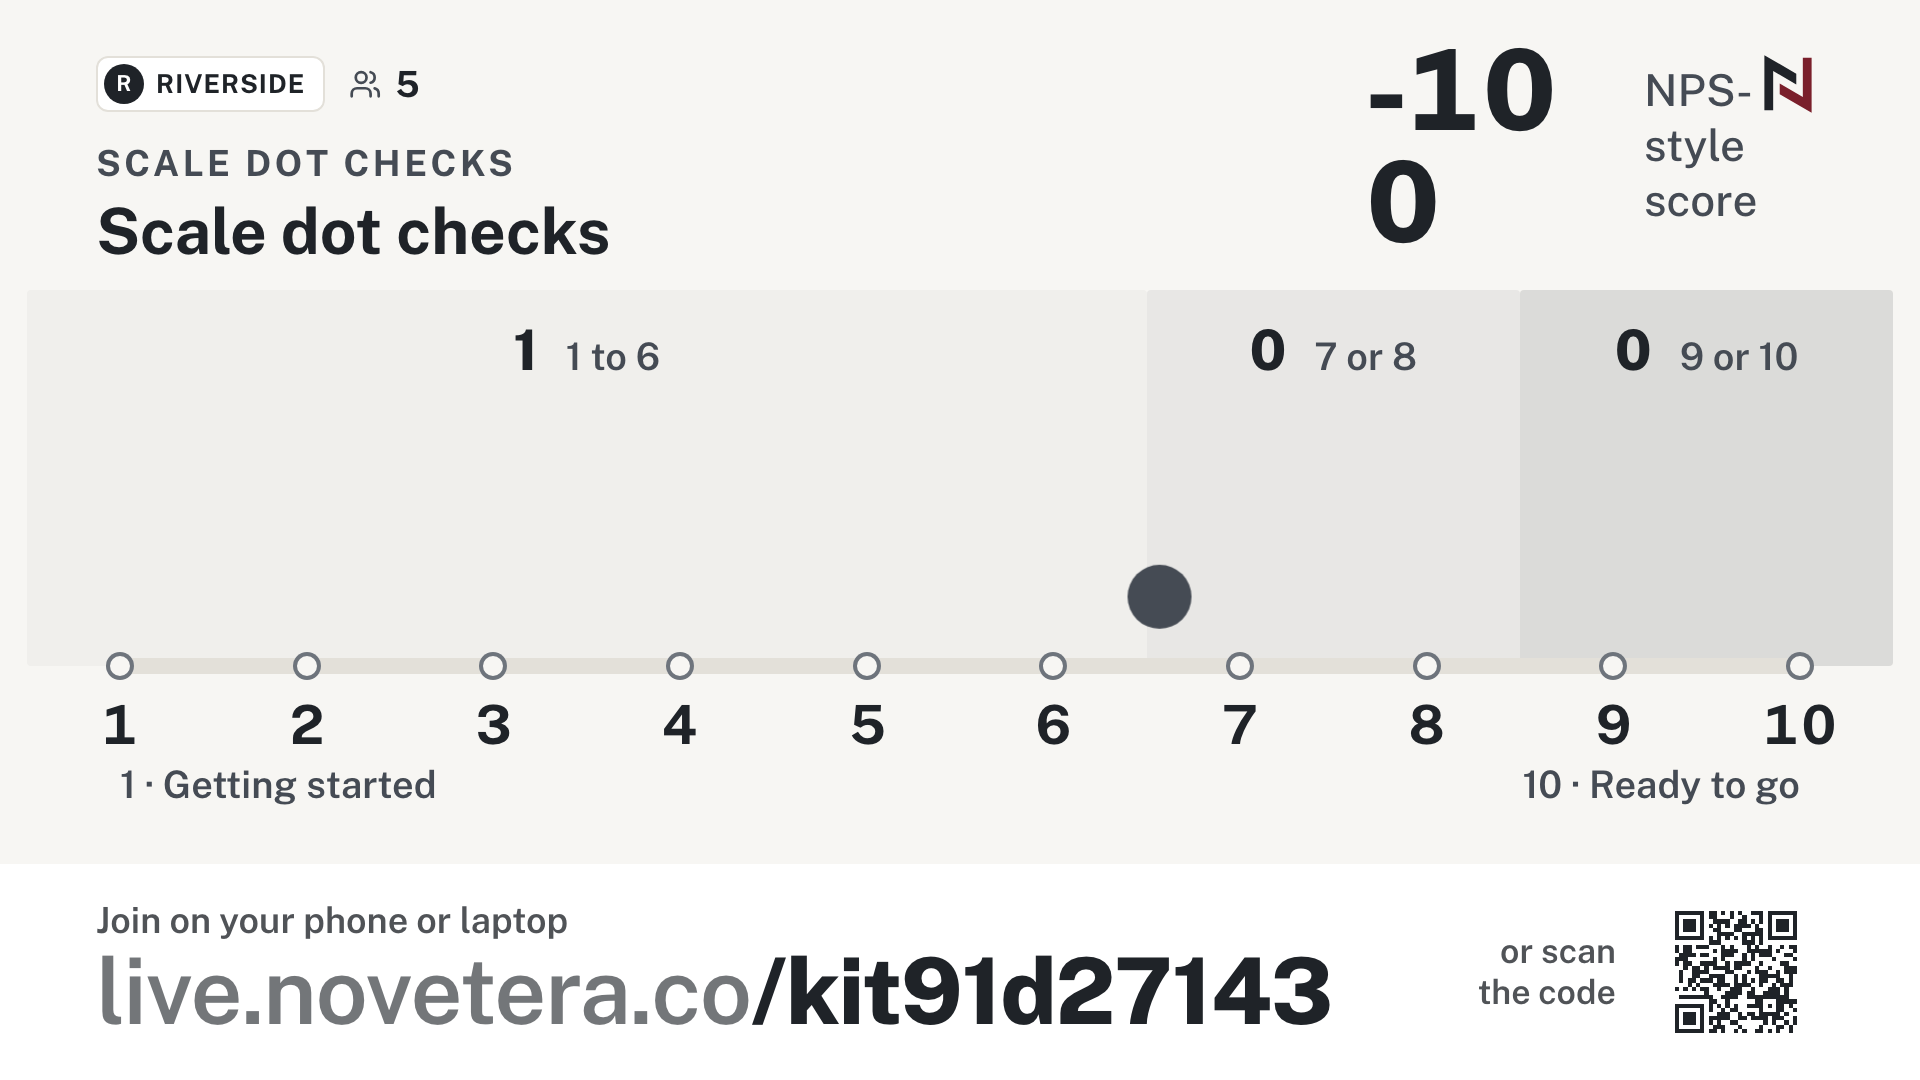 R RIVERSIDE 5
SCALE DOT CHECKS
Scale dot checks
-10
0
NPS-
style
score
1 1 to 6
0 7 or 8
0 9 or 10
1 2 3 4 5 6 7 8 9 10
1 · Getting started
10 · Ready to go
Join on your phone or laptop
live.novetera.co/kit91d27143
or scan
the code